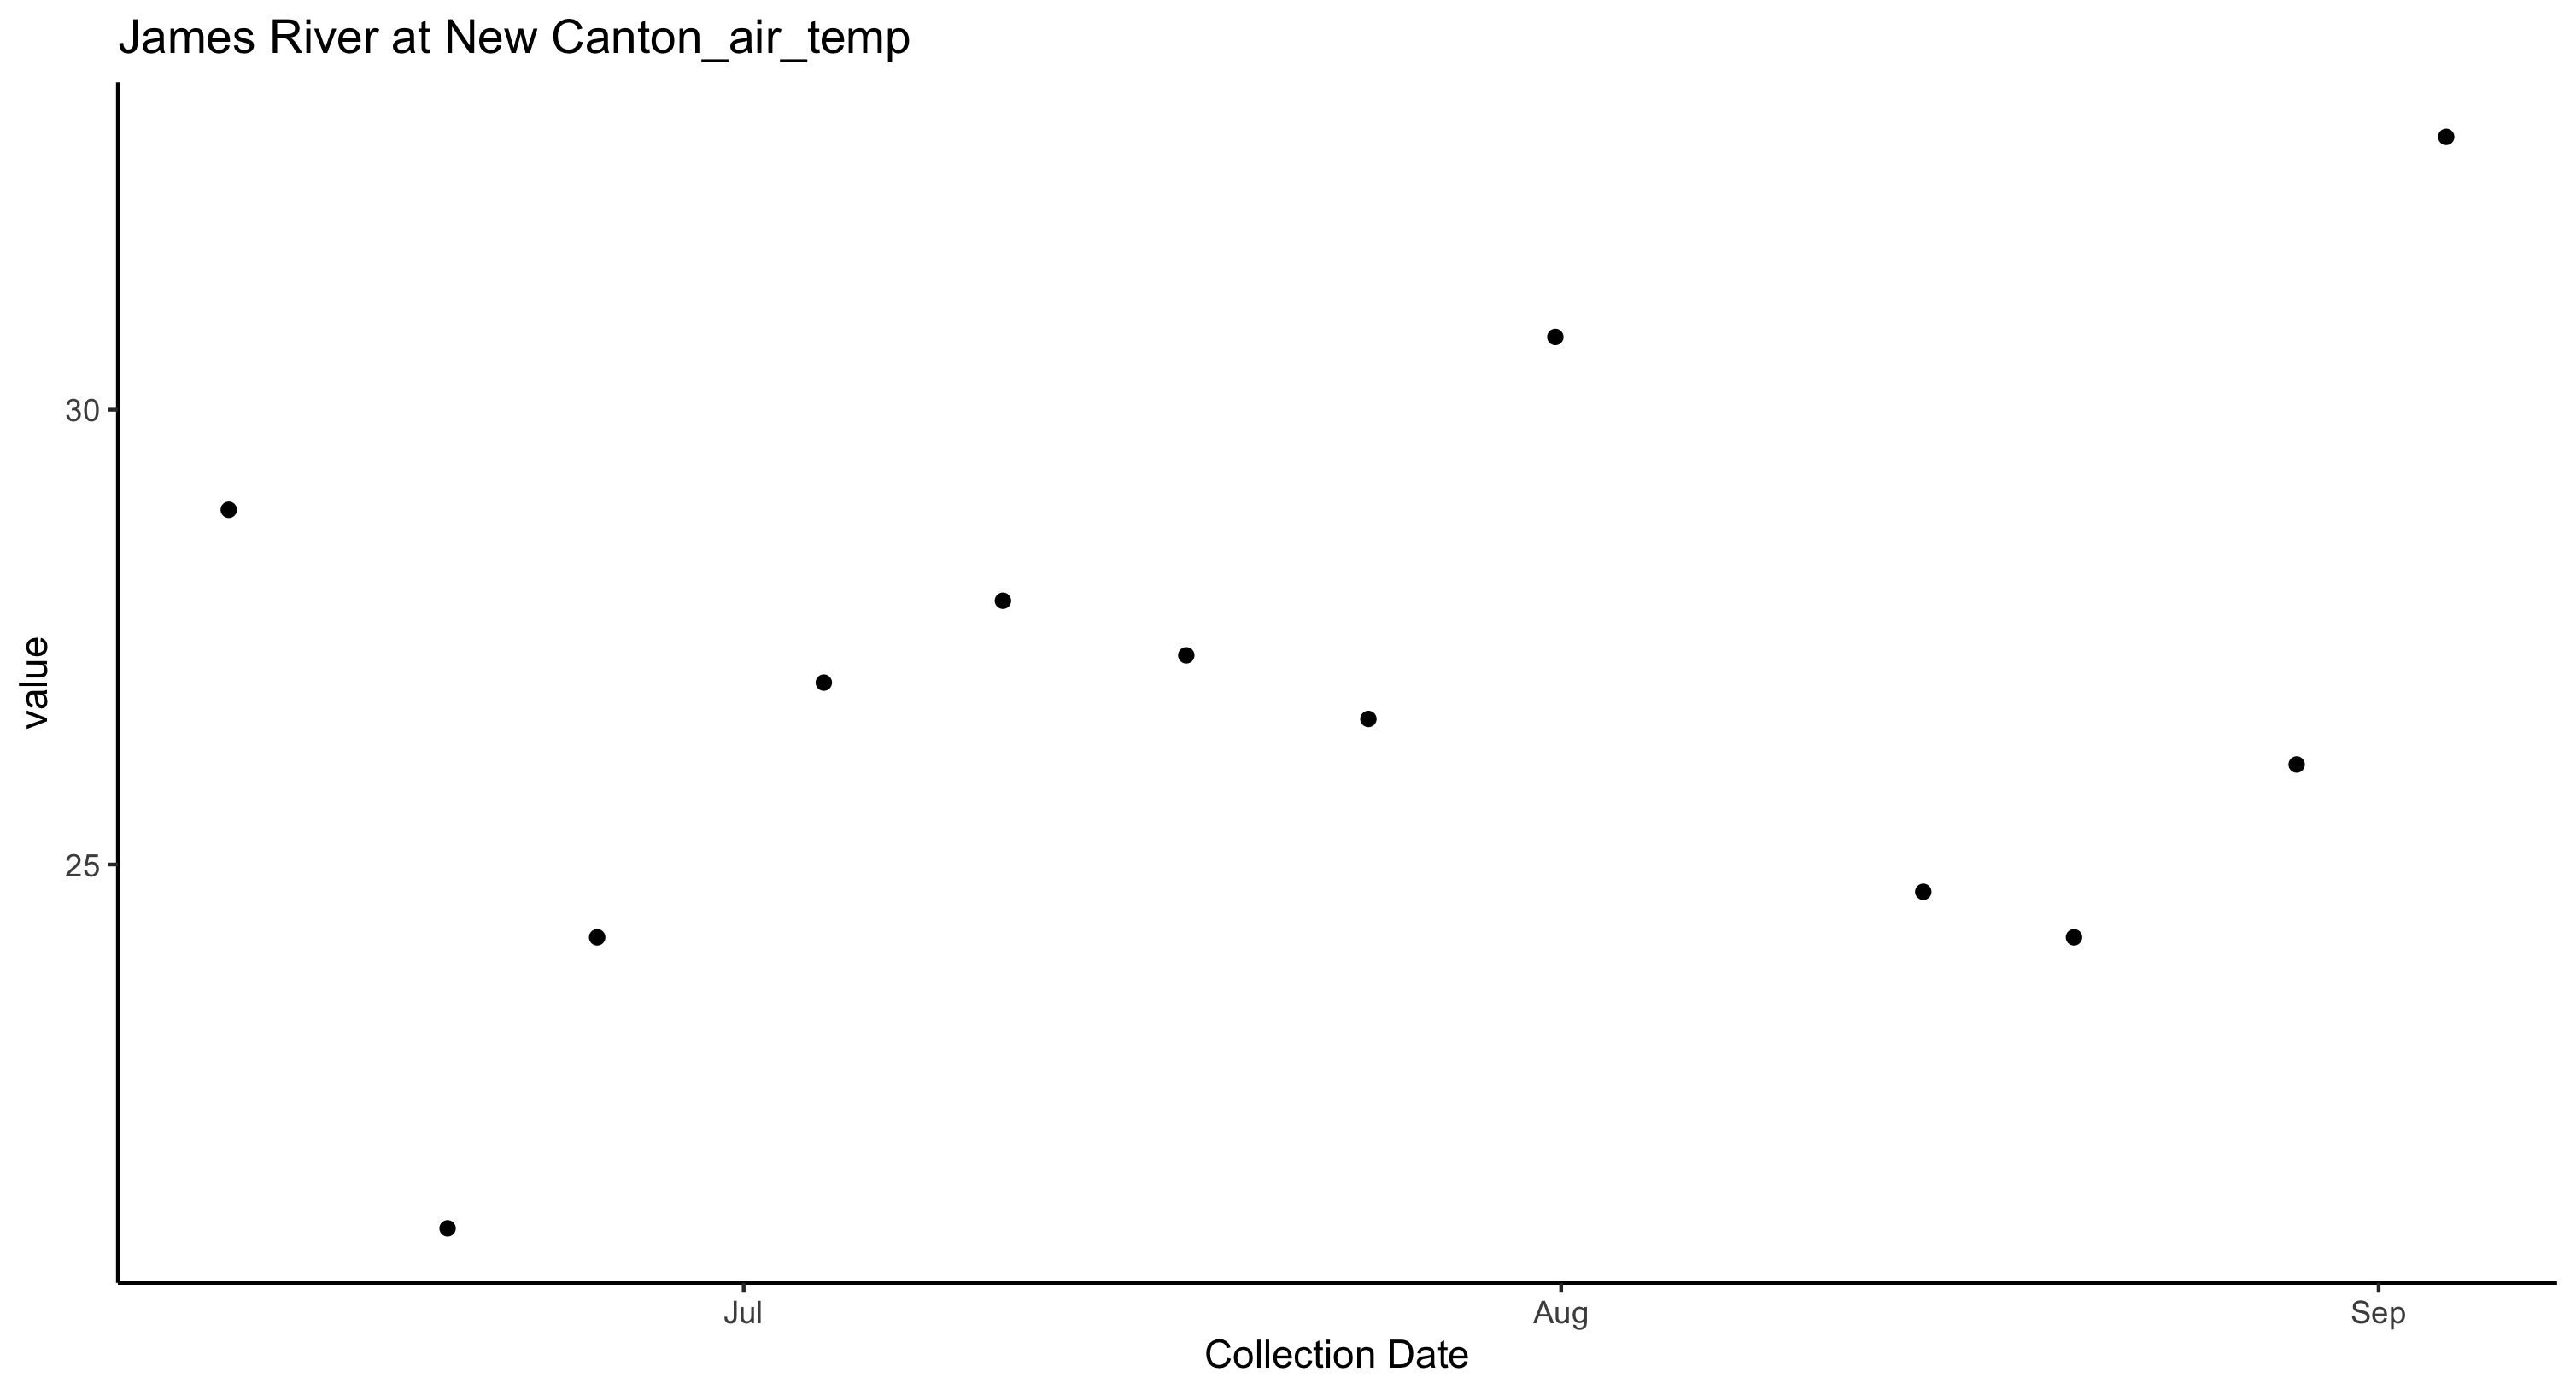 James River at New Canton_air_temp
30
25
value
Jul
Aug
Sep
Collection Date